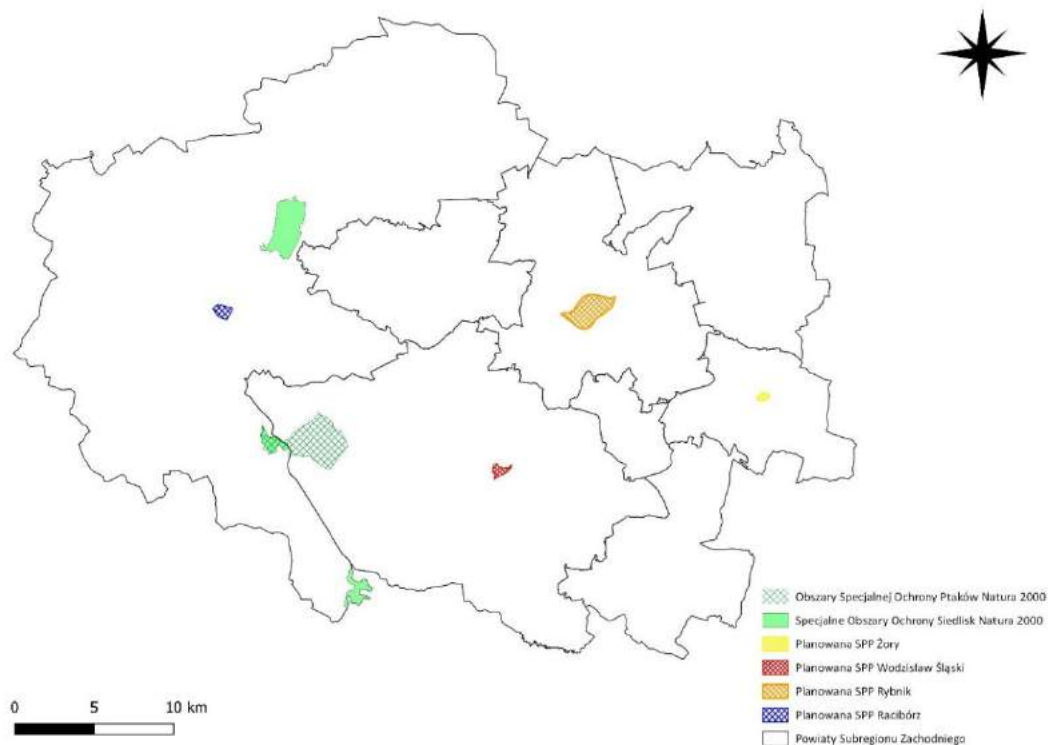 Obszary Specjalnej Ochrony Ptaków Natura 2000
Specjalne Obszary Ochrony Siedlisk Natura 2000
Planowana SPP Żory
Planowana SPP Wodzisław Śląski
Planowana SPP Rybnik
Planowana SPP Racibórz
Powiaty Subregionu Zachodniego
0 5 10 km